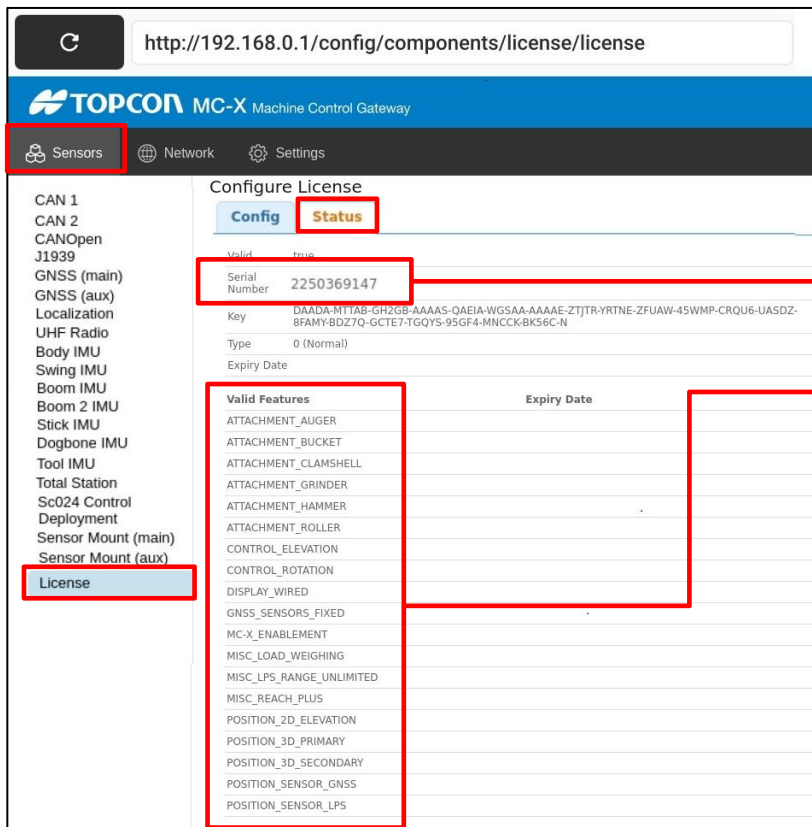 http://192.168.0.1/config/components/license/license
TOPCON MC-X Machine Control Gateway
Sensors Network Settings
CAN 1
CAN 2
CANOpen
J1939
GNSS (main)
GNSS (aux)
Localization
UHF Radio
Body IMU
Swing IMU
Boom IMU
Boom 2 IMU
Stick IMU
Dogbone IMU
Tool IMU
Total Station
Sc024 Control
Deployment
Sensor Mount (main)
Sensor Mount (aux)
License
Configure License
Config Status
Valid true
Serial
Number 2250369147
Key DAADA-MTTAB-GH2GB-AAAAS-QAEIA-WGSAA-AAAAE-ZTJTR-YRTNE-ZFUAW-45WMP-CRQU6-UASDZ-
8FAMY-BDZ7Q-GCTE7-TGQYS-95GF4-MNCCK-BK56C-N
Type 0 (Normal)
Expiry Date
Valid Features Expiry Date
ATTACHMENT_AUGER
ATTACHMENT_BUCKET
ATTACHMENT_CLAMSHELL
ATTACHMENT_GRINDER
ATTACHMENT_HAMMER
ATTACHMENT_ROLLER
CONTROL_ELEVATION
CONTROL_ROTATION
DISPLAY_WIRED
GNSS_SENSORS_FIXED
MC-X_ENABLEMENT
MISC_LOAD_WEIGHING
MISC_LPS_RANGE_UNLIMITED
MISC_REACH_PLUS
POSITION_2D_ELEVATION
POSITION_3D_PRIMARY
POSITION_3D_SECONDARY
POSITION_SENSOR_GNSS
POSITION_SENSOR_LPS